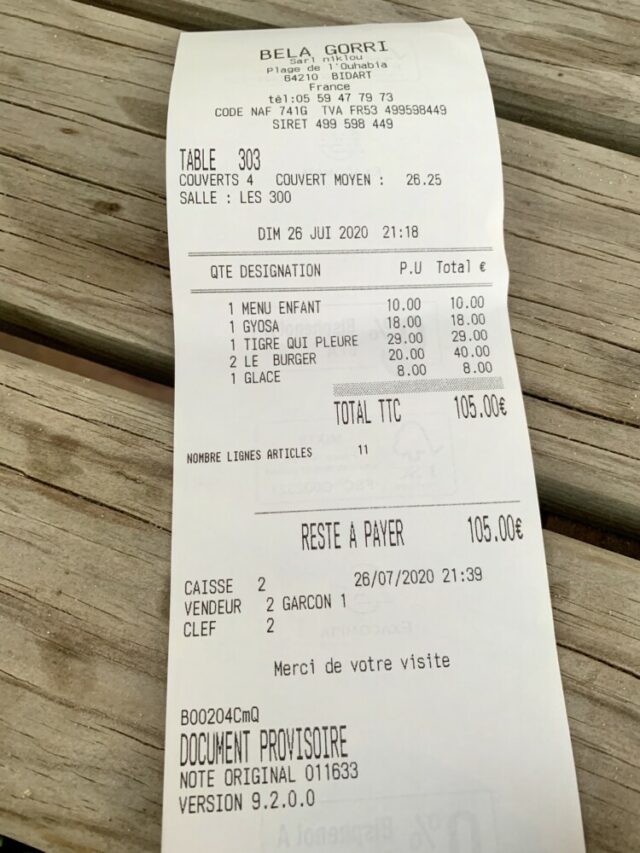 BELA GORRI
Sarl niklou
Plage de l'Ouhabia
64210 BIDART
France
tèl:05 59 47 79 73
CODE NAF 741G TVA FR53 499598449
SIRET 499 598 449
TABLE 303
COUVERTS 4 COUVERT MOYEN : 26.25
SALLE : LES 300
DIM 26 JUI 2020 21:18
QTE DESIGNATION P.U Total €
1 MENU ENFANT 10.00 10.00
1 GYOSA 18.00 18.00
1 TIGRE QUI PLEURE 29.00 29.00
2 LE BURGER 20.00 40.00
1 GLACE 8.00 8.00
TOTAL TTC 105.00€
NOMBRE LIGNES ARTICLES 11
RESTE A PAYER 105.00€
CAISSE 2 26/07/2020 21:39
VENDEUR 2 GARCON 1
CLEF 2
Merci de votre visite
B00204CmQ
DOCUMENT PROVISOIRE
NOTE ORIGINAL 011633
VERSION 9.2.0.0